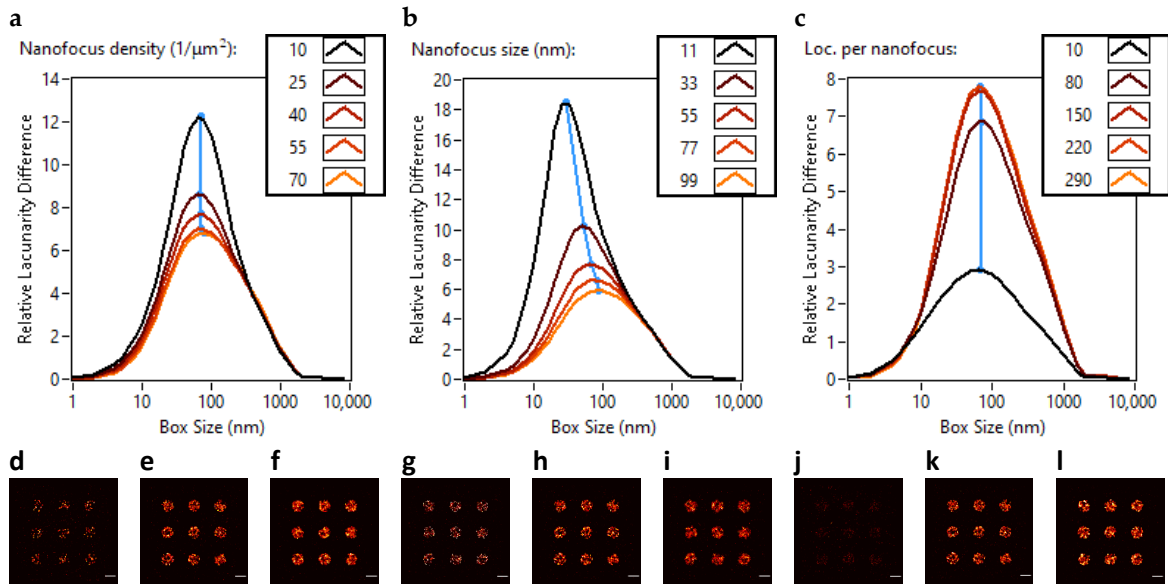 a
Nanofocus density (1/μm²):
10
25
40
55
70
Relative Lacunarity Difference
14
12
10
8
6
4
2
0
1 10 100 1000 10,000
Box Size (nm)
b
Nanofocus size (nm):
11
33
55
77
99
Relative Lacunarity Difference
20
18
16
14
12
10
8
6
4
2
0
1 10 100 1000 10,000
Box Size (nm)
c
Loc. per nanofocus:
10
80
150
220
290
Relative Lacunarity Difference
8
7
6
5
4
3
2
1
0
1 10 100 1000 10,000
Box Size (nm)
d e f g h i j k l